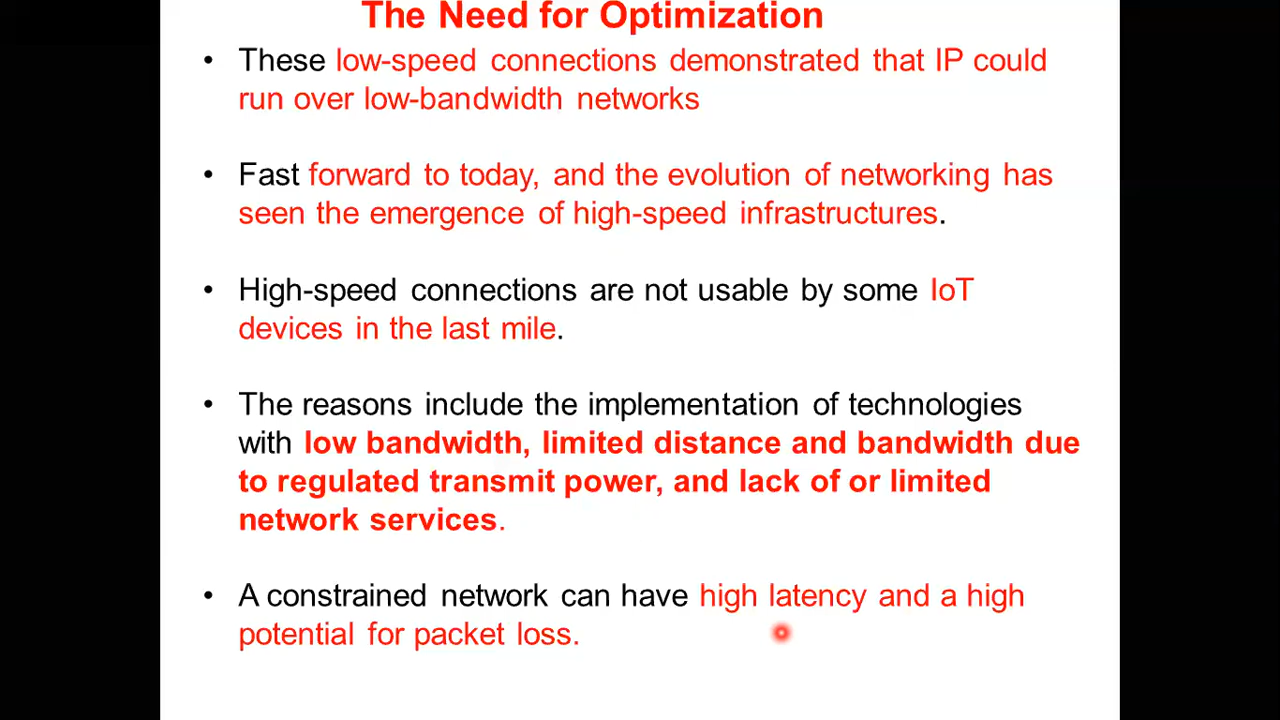 The Need for Optimization
• These low-speed connections demonstrated that IP could
run over low-bandwidth networks
• Fast forward to today, and the evolution of networking has
seen the emergence of high-speed infrastructures.
• High-speed connections are not usable by some IoT
devices in the last mile.
• The reasons include the implementation of technologies
with low bandwidth, limited distance and bandwidth due
to regulated transmit power, and lack of or limited
network services.
• A constrained network can have high latency and a high
potential for packet loss.